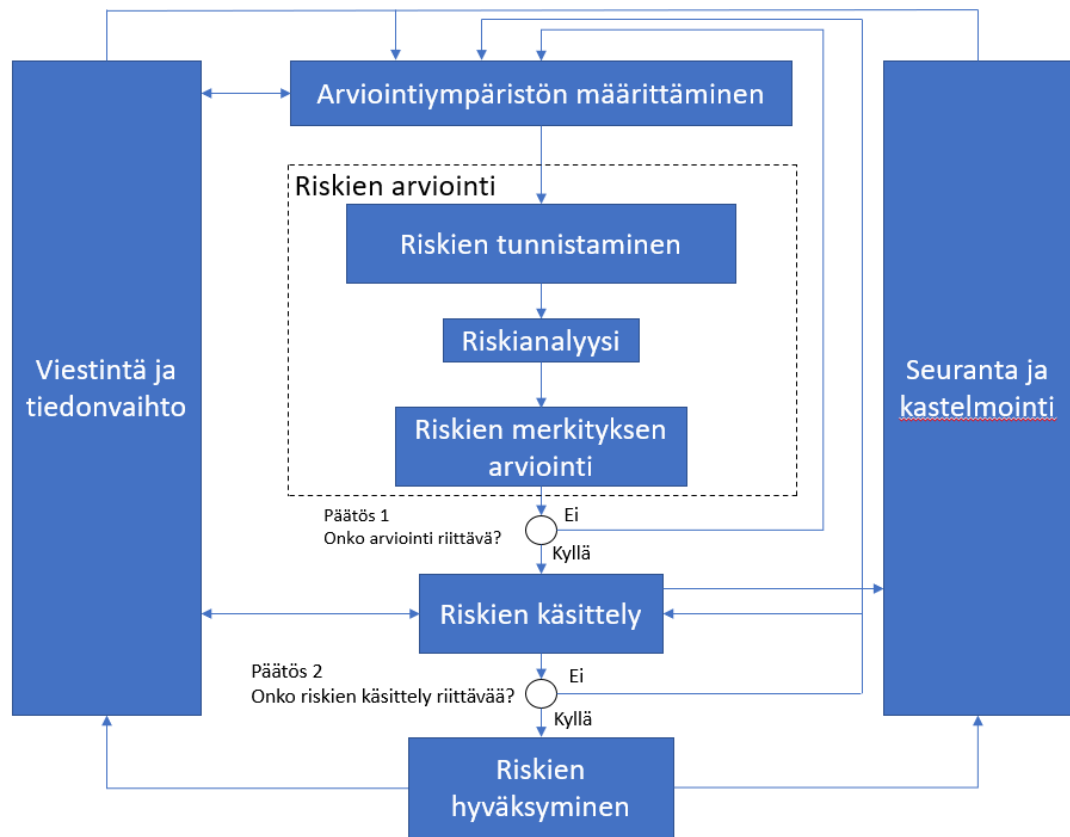 Arviointiympäristön määrittäminen
Riskien arviointi
Riskien tunnistaminen
Riskianalyysi
Riskien merkityksen
arviointi
Viestintä ja
tiedonvaihto
Seuranta ja
kastelmointi
Päätös 1
Onko arviointi riittävä?
Ei
Kyllä
Riskien käsittely
Päätös 2
Onko riskien käsittely riittävää?
Ei
Kyllä
Riskien
hyväksyminen